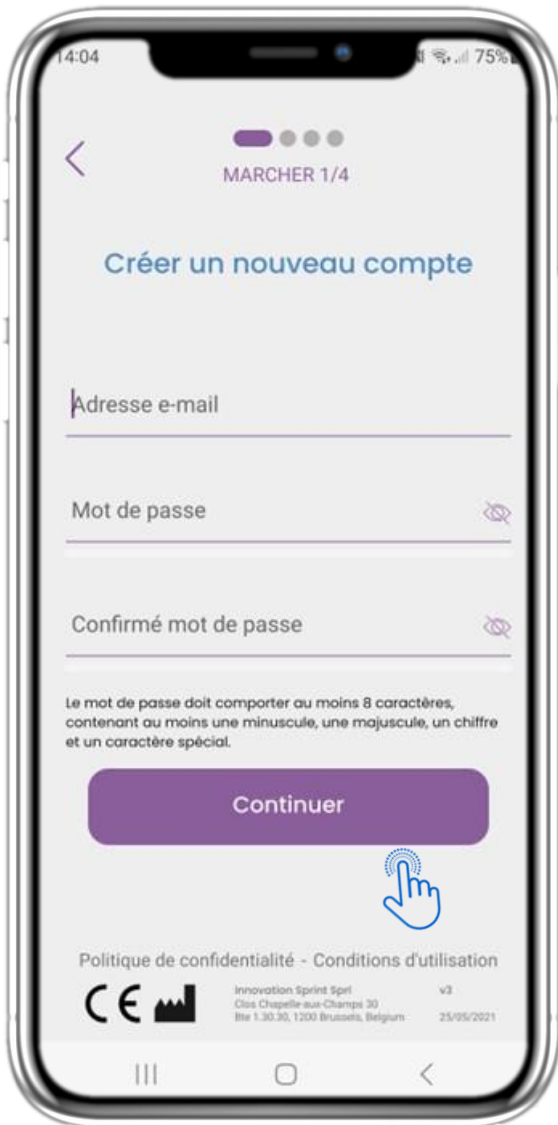 14:04 75%
MARCHER 1/4
Créer un nouveau compte
Adresse e-mail
Mot de passe
Confirmé mot de passe
Le mot de passe doit comporter au moins 8 caractères,
contenant au moins une minuscule, une majuscule, un chiffre
et un caractère spécial.
Continuer
Politique de confidentialité - Conditions d'utilisation
CE
Innovation Sprint Sprl v3
Clos Chapelle-aux-Champs 30
Bte 1.30.30, 1200 Brussels, Belgium 25/05/2021